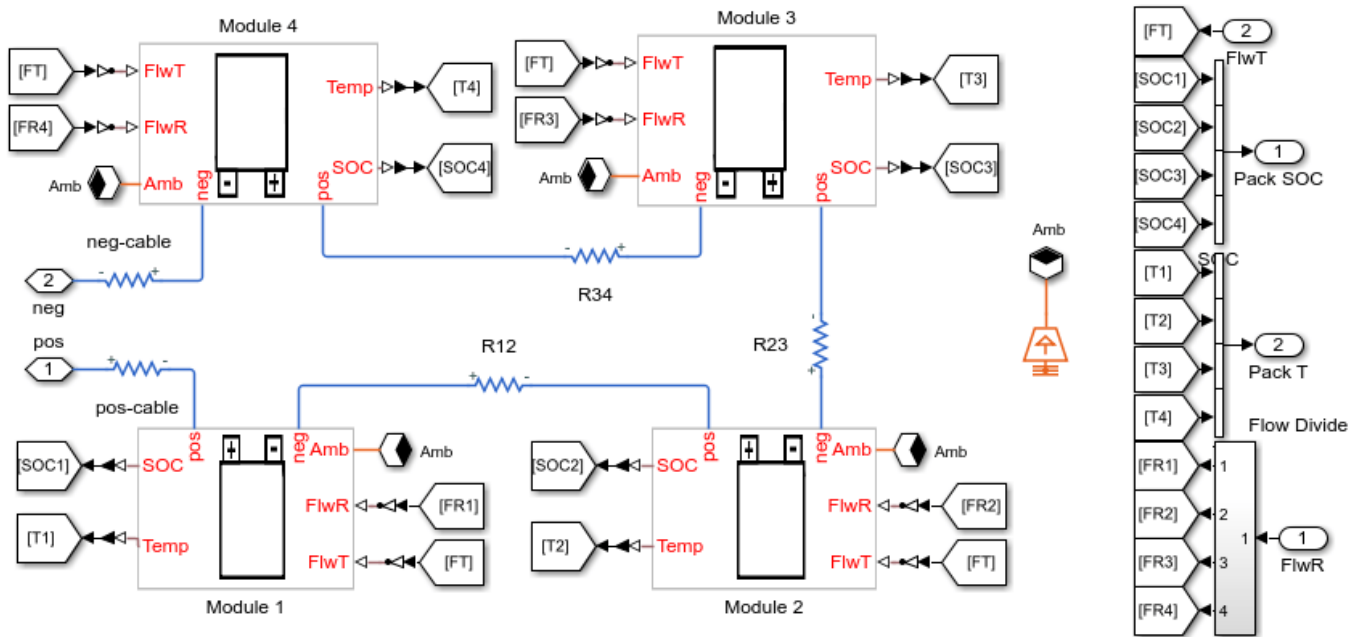 Module 4
[FT]
FlwT
[FR4]
FlwR
Amb
Amb
neg
pos
Temp
[T4]
SOC
[SOC4]
-
+
Module 3
[FT]
FlwT
[FR3]
FlwR
Amb
Amb
neg
pos
Temp
[T3]
SOC
[SOC3]
-
+
neg-cable
-
+
2
neg
-
+
R34
pos
1
+
-
pos-cable
R12
+
-
R23
-
+
Amb
[SOC1]
SOC
[T1]
Temp
pos
neg
+
-
Amb
Amb
FlwR
[FR1]
FlwT
[FT]
Module 1
[SOC2]
SOC
[T2]
Temp
pos
neg
+
-
Amb
Amb
FlwR
[FR2]
FlwT
[FT]
Module 2
[FT]
2
FlwT
[SOC1]
[SOC2]
[SOC3]
[SOC4]
1
Pack SOC
SOC
[T1]
[T2]
[T3]
[T4]
2
Pack T
Flow Divide
[FR1]
1
[FR2]
2
[FR3]
3
[FR4]
4
1
1
FlwR